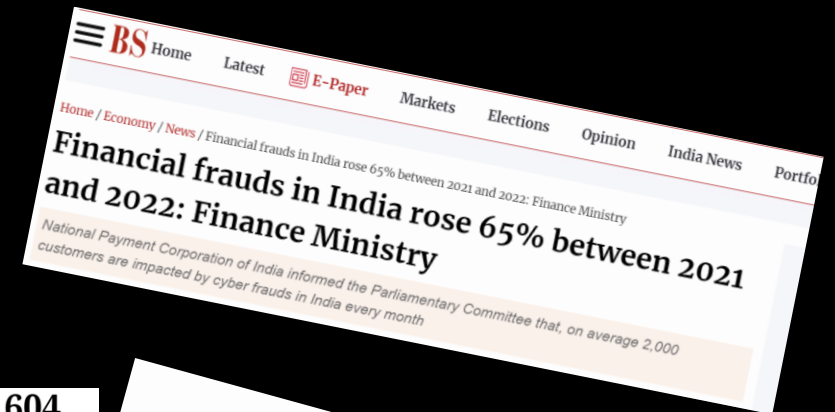 BS Home Latest E-Paper Markets Elections Opinion India News Portfo
Home / Economy / News / Financial frauds in India rose 65% between 2021 and 2022: Finance Ministry
Financial frauds in India rose 65% between 2021
and 2022: Finance Ministry
National Payment Corporation of India informed the Parliamentary Committee that, on average 2,000
customers are impacted by cyber frauds in India every month
604